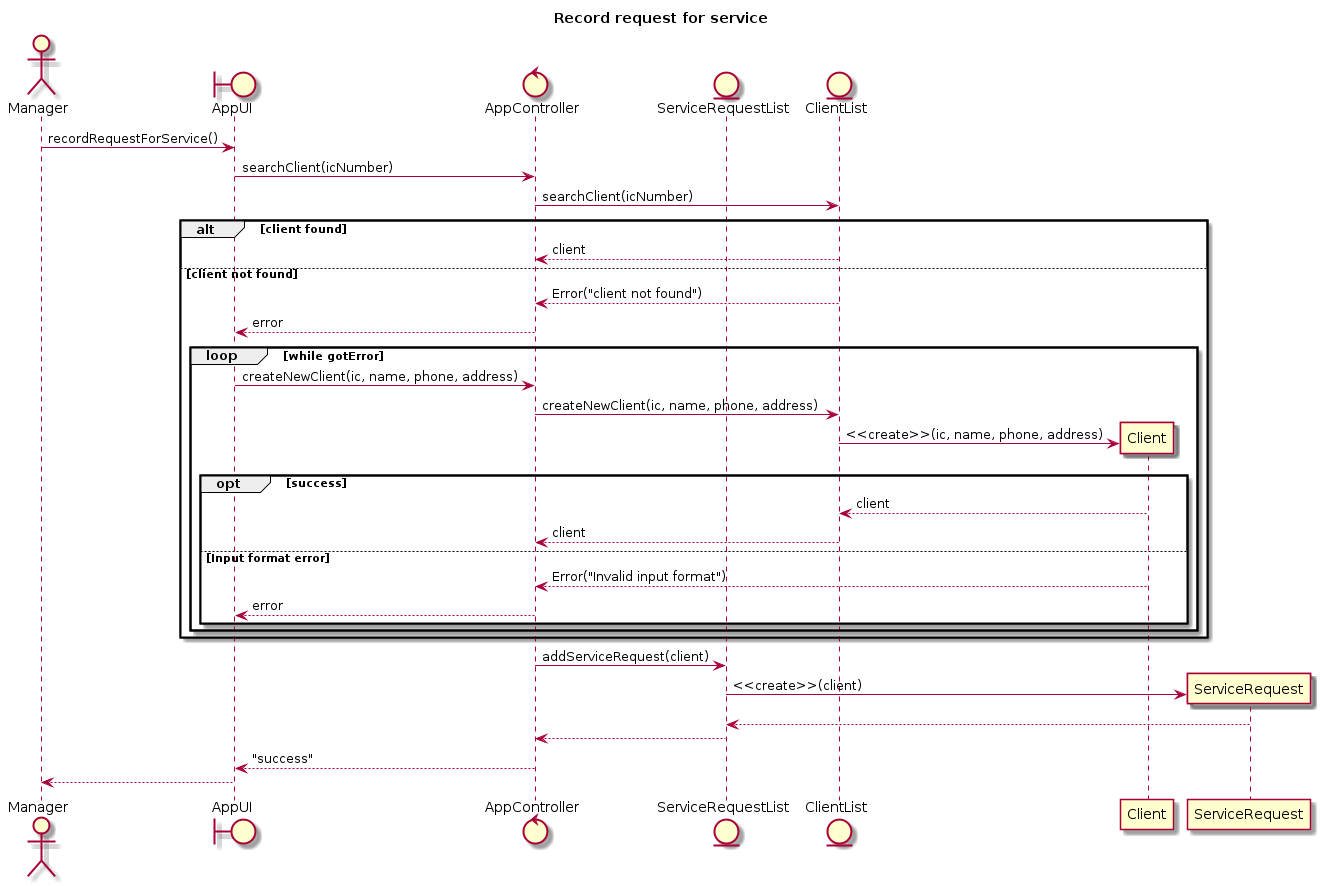 Record request for service
Manager
AppUI
AppController
ServiceRequestList
ClientList
recordRequestForService()
searchClient(icNumber)
searchClient(icNumber)
alt [client found]
client
[client not found]
Error("client not found")
error
loop [while gotError]
createNewClient(ic, name, phone, address)
createNewClient(ic, name, phone, address)
<<create>>(ic, name, phone, address)
Client
opt [success]
client
client
[Input format error]
Error("Invalid input format")
error
addServiceRequest(client)
<<create>>(client)
ServiceRequest
"success"
Manager
AppUI
AppController
ServiceRequestList
ClientList
Client
ServiceRequest